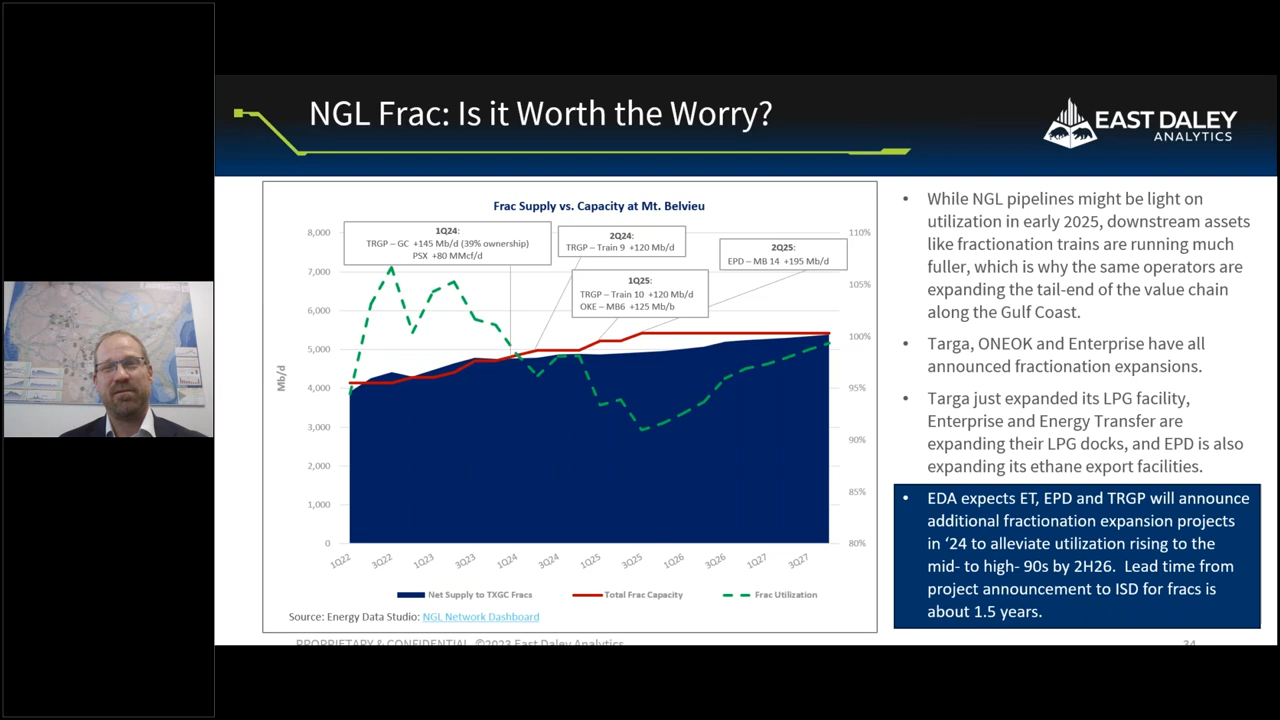 NGL Frac: Is it Worth the Worry?
EAST DALEY
ANALYTICS
Frac Supply vs. Capacity at Mt. Belvieu
1Q24:
TRGP – GC +145 Mb/d (39% ownership)
PSX +80 MMcf/d
2Q24:
TRGP – Train 9 +120 Mb/d
1Q25:
TRGP – Train 10 +120 Mb/d
OKE – MB6 +125 Mb/b
2Q25:
EPD – MB 14 +195 Mb/d
Mb/d
8,000
7,000
6,000
5,000
4,000
3,000
2,000
1,000
0
110%
105%
100%
95%
90%
85%
80%
1Q22
3Q22
1Q23
3Q23
1Q24
3Q24
1Q25
3Q25
1Q26
3Q26
1Q27
3Q27
Net Supply to TXGC Fracs
Total Frac Capacity
Frac Utilization
Source: Energy Data Studio: NGL Network Dashboard
• While NGL pipelines might be light on
utilization in early 2025, downstream assets
like fractionation trains are running much
fuller, which is why the same operators are
expanding the tail-end of the value chain
along the Gulf Coast.
• Targa, ONEOK and Enterprise have all
announced fractionation expansions.
• Targa just expanded its LPG facility,
Enterprise and Energy Transfer are
expanding their LPG docks, and EPD is also
expanding its ethane export facilities.
• EDA expects ET, EPD and TRGP will announce
additional fractionation expansion projects
in ‘24 to alleviate utilization rising to the
mid- to high- 90s by 2H26. Lead time from
project announcement to ISD for fracs is
about 1.5 years.
PROPRIETARY & CONFIDENTIAL ©2023 East Daley Analytics
34